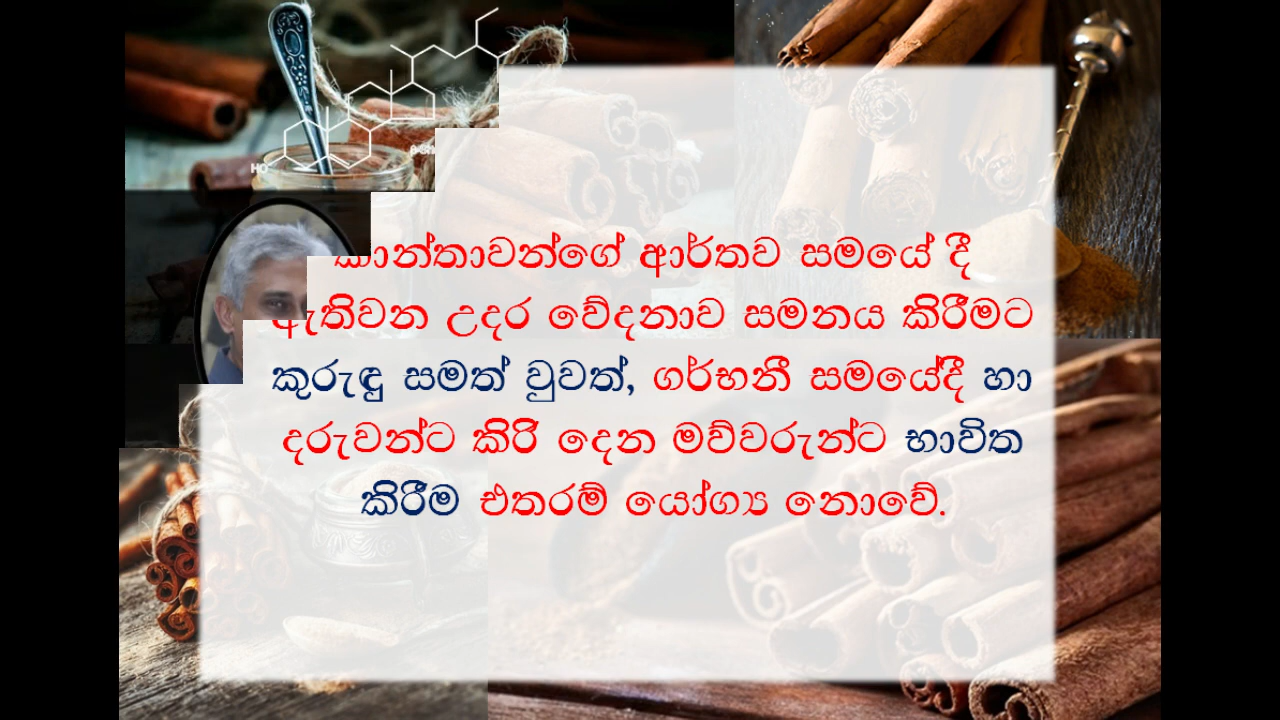 HO
කාන්තාවන්ගේ ආර්තව සමයේ දී
ඇතිවන උදර වේදනාව සමනය කිරීමට
කුරුඳු සමත් වුවත්, ගර්භනී සමයේදී හා
දරුවන්ට කිරි දෙන මව්වරුන්ට භාවිත
කිරීම එතරම් යෝග්‍ය නොවේ.